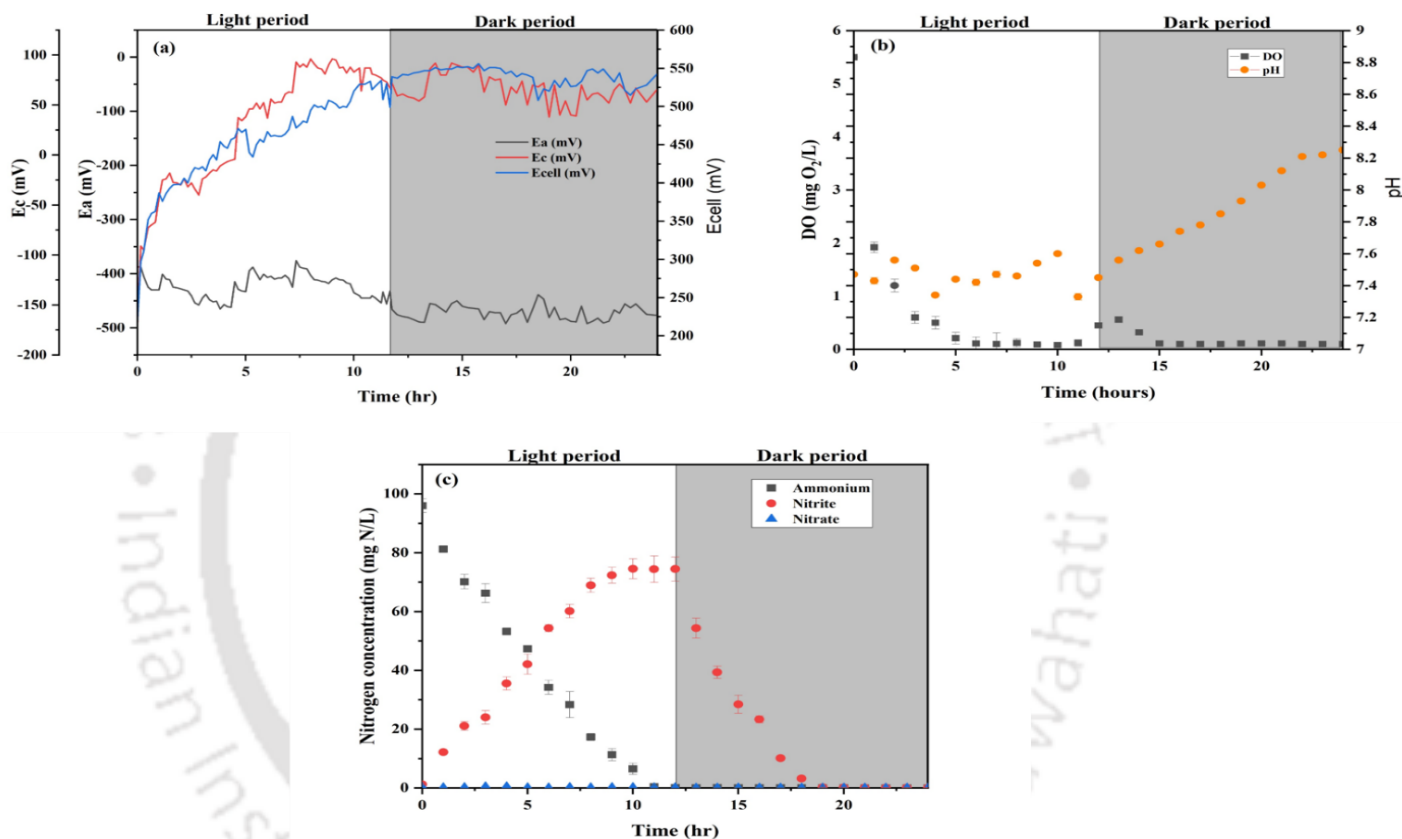 Light period Dark period
(a)
100
50
0
-50
-100
-150
-200
Ec (mV)
0
-100
-200
-300
-400
-500
Ea (mV)
600
550
500
450
400
350
300
250
200
Ecell (mV)
Ea (mV)
Ec (mV)
Ecell (mV)
0 5 10 15 20
Time (hr)
Light period Dark period
(b)
6
5
4
3
2
1
0
DO (mg O2/L)
9
8.8
8.6
8.4
8.2
8
7.8
7.6
7.4
7.2
7
pH
DO
pH
0 5 10 15 20
Time (hours)
Light period Dark period
(c)
100
80
60
40
20
0
Nitrogen concentration (mg N/L)
Ammonium
Nitrite
Nitrate
0 5 10 15 20
Time (hr)
Indian Ins
wahati